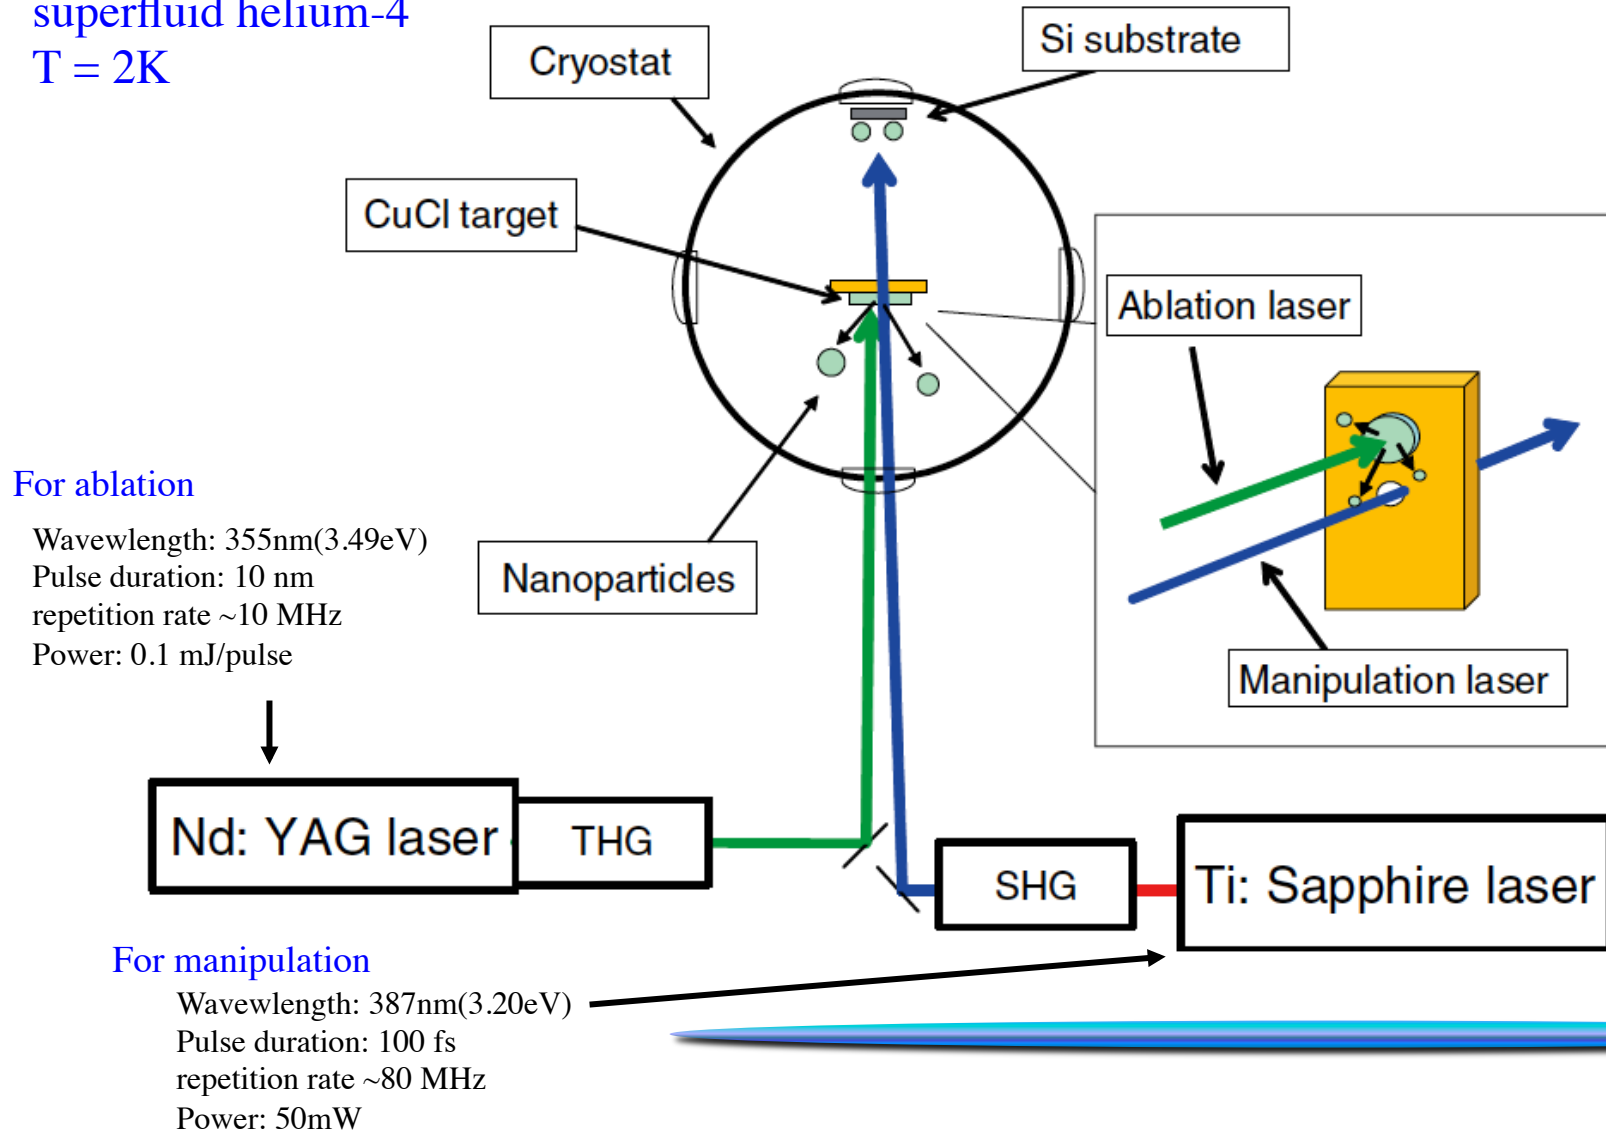 superfluid helium-4
T = 2K
Cryostat
Si substrate
CuCl target
Ablation laser
For ablation
Wavewlength: 355nm(3.49eV)
Pulse duration: 10 nm
repetition rate ~10 MHz
Power: 0.1 mJ/pulse
Nanoparticles
Manipulation laser
Nd: YAG laser
THG
SHG
Ti: Sapphire laser
For manipulation
Wavewlength: 387nm(3.20eV)
Pulse duration: 100 fs
repetition rate ~80 MHz
Power: 50mW